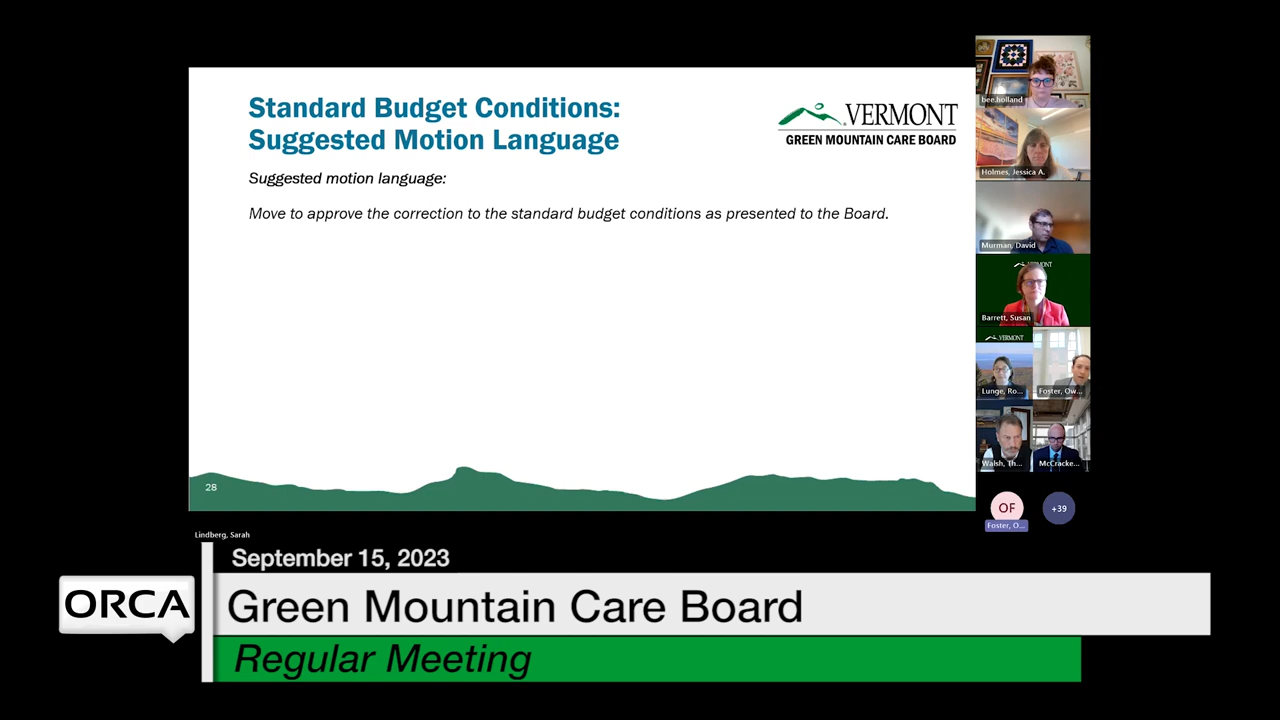 Standard Budget Conditions:
Suggested Motion Language
VERMONT
GREEN MOUNTAIN CARE BOARD
Suggested motion language:
Move to approve the correction to the standard budget conditions as presented to the Board.
28
bee.holland
Holmes, Jessica A.
Murman, David
VERMONT
Barrett, Susan
VERMONT
Lunge, Ro...
Foster, Ow...
Walsh, Th...
McCracke...
OF
+39
Foster, O...
Lindberg, Sarah
September 15, 2023
ORCA
Green Mountain Care Board
Regular Meeting